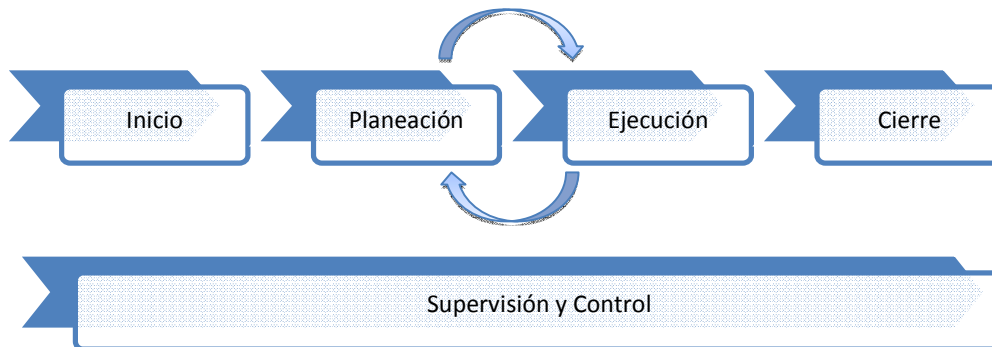 Inicio
Planeación
Ejecución
Cierre
Supervisión y Control